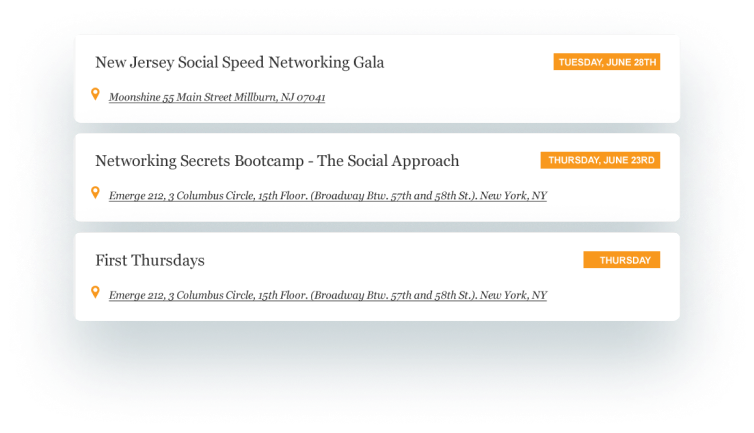 New Jersey Social Speed Networking Gala
TUESDAY, JUNE 28TH
Moonshine 55 Main Street Millburn, NJ 07041
Networking Secrets Bootcamp - The Social Approach
THURSDAY, JUNE 23RD
Emerge 212, 3 Columbus Circle, 15th Floor. (Broadway Btw. 57th and 58th St.). New York, NY
First Thursdays
THURSDAY
Emerge 212, 3 Columbus Circle, 15th Floor. (Broadway Btw. 57th and 58th St.). New York, NY